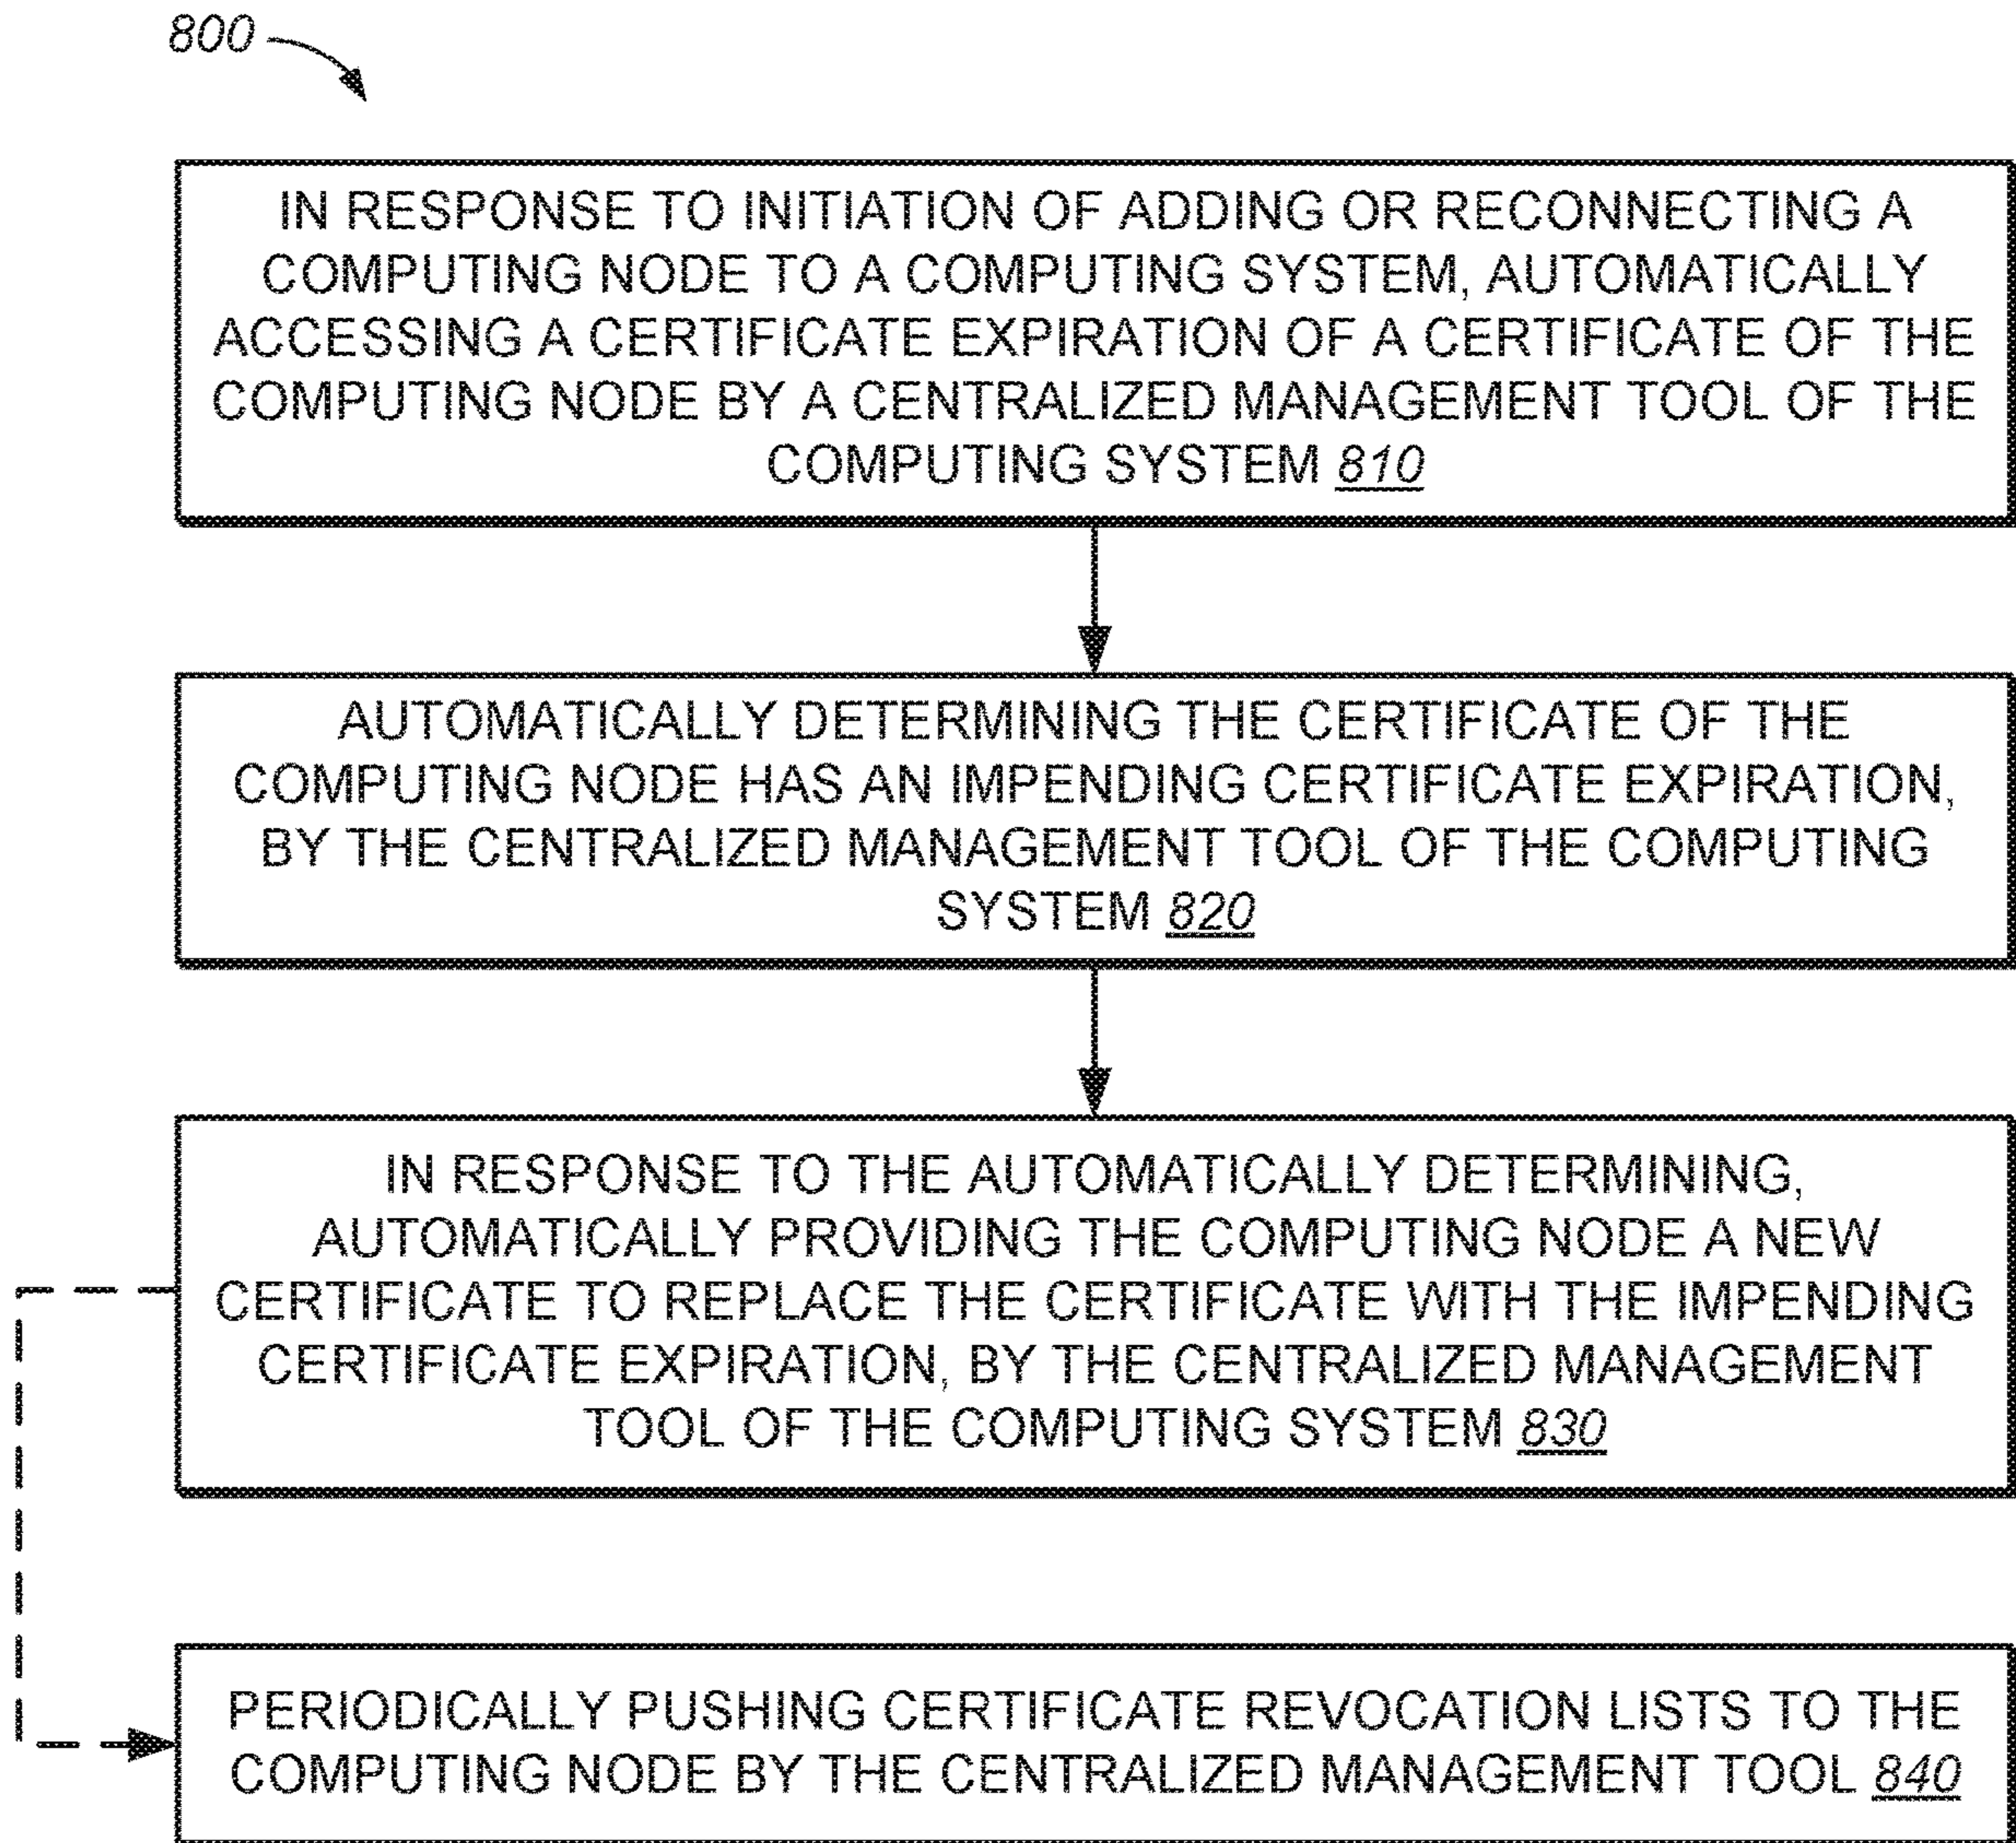 800
IN RESPONSE TO INITIATION OF ADDING OR RECONNECTING A
COMPUTING NODE TO A COMPUTING SYSTEM, AUTOMATICALLY
ACCESSING A CERTIFICATE EXPIRATION OF A CERTIFICATE OF THE
COMPUTING NODE BY A CENTRALIZED MANAGEMENT TOOL OF THE
COMPUTING SYSTEM 810
AUTOMATICALLY DETERMINING THE CERTIFICATE OF THE
COMPUTING NODE HAS AN IMPENDING CERTIFICATE EXPIRATION,
BY THE CENTRALIZED MANAGEMENT TOOL OF THE COMPUTING
SYSTEM 820
IN RESPONSE TO THE AUTOMATICALLY DETERMINING,
AUTOMATICALLY PROVIDING THE COMPUTING NODE A NEW
CERTIFICATE TO REPLACE THE CERTIFICATE WITH THE IMPENDING
CERTIFICATE EXPIRATION, BY THE CENTRALIZED MANAGEMENT
TOOL OF THE COMPUTING SYSTEM 830
PERIODICALLY PUSHING CERTIFICATE REVOCATION LISTS TO THE
COMPUTING NODE BY THE CENTRALIZED MANAGEMENT TOOL 840